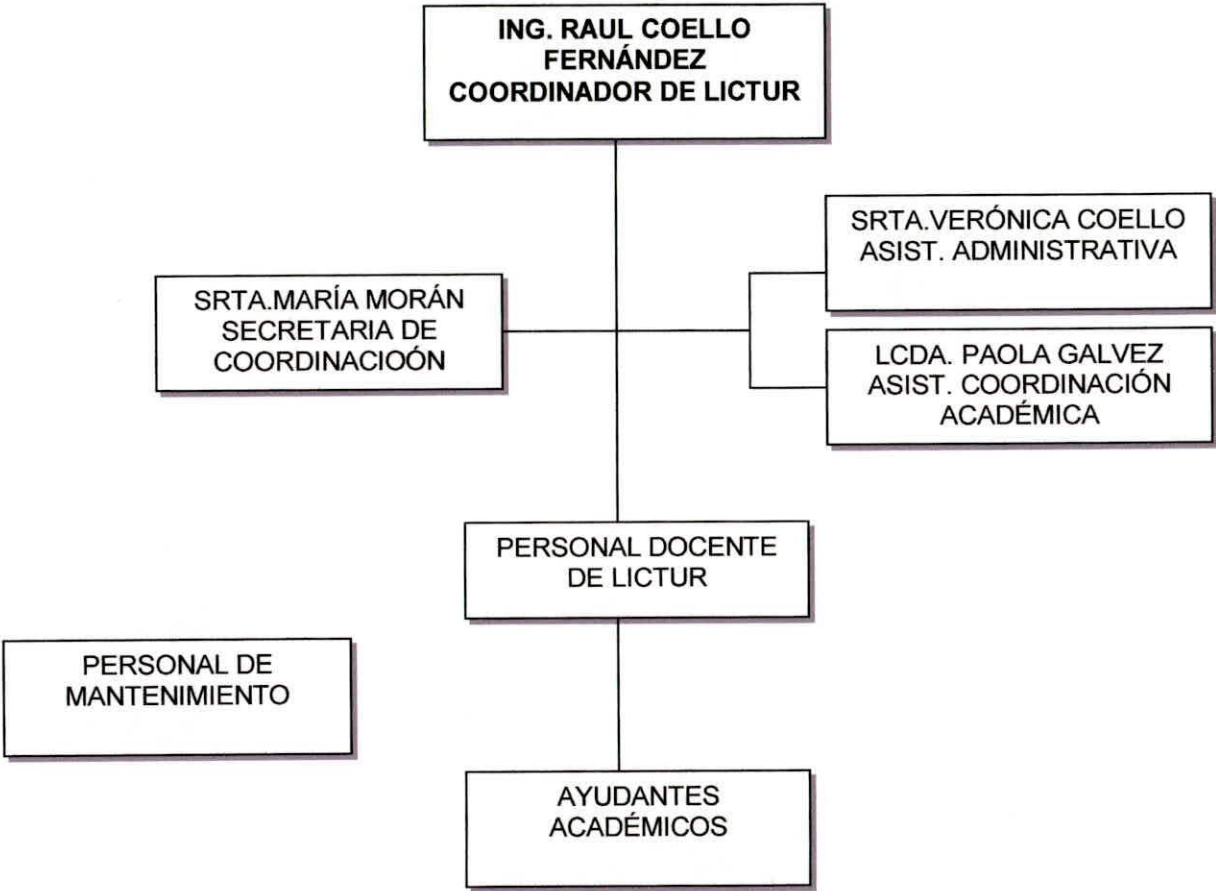 ING. RAUL COELLO
FERNÁNDEZ
COORDINADOR DE LICTUR
SRTA.VERÓNICA COELLO
ASIST. ADMINISTRATIVA
SRTA.MARÍA MORÁN
SECRETARIA DE
COORDINACIOÓN
LCDA. PAOLA GALVEZ
ASIST. COORDINACIÓN
ACADÉMICA
PERSONAL DOCENTE
DE LICTUR
PERSONAL DE
MANTENIMIENTO
AYUDANTES
ACADÉMICOS